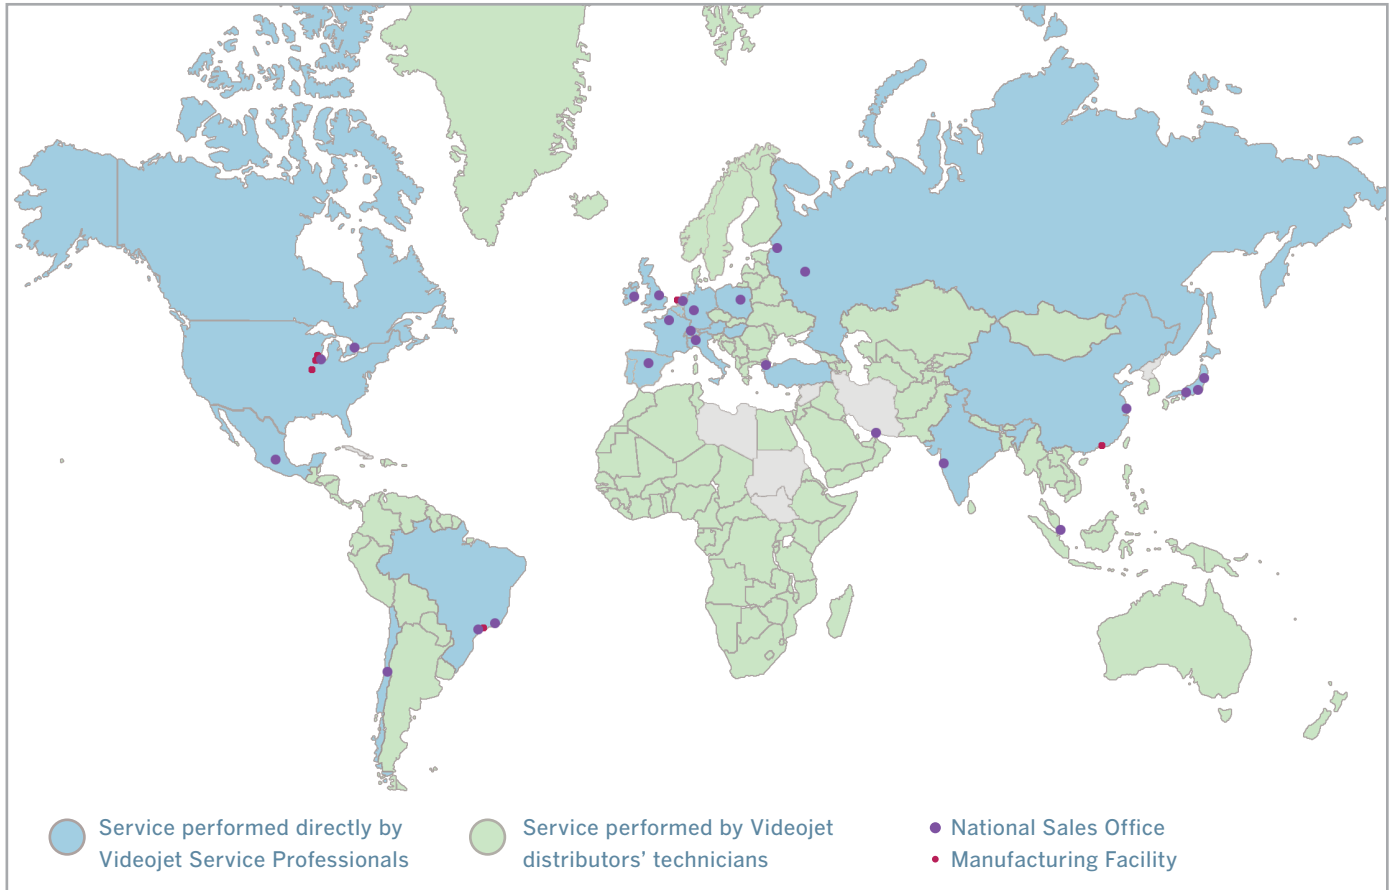 Service performed directly by
Videojet Service Professionals
Service performed by Videojet
distributors' technicians
National Sales Office
Manufacturing Facility